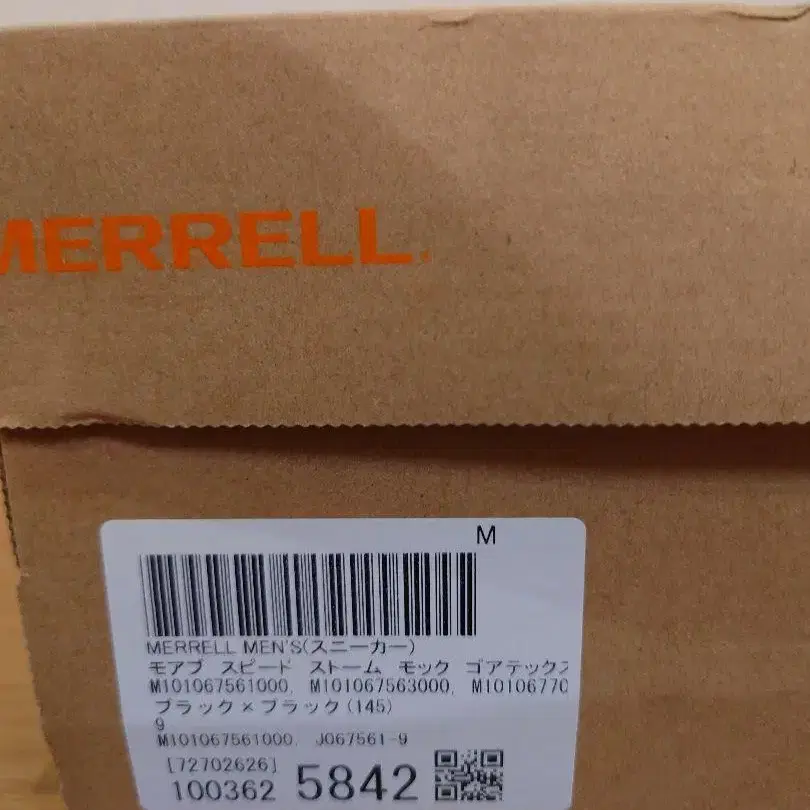 MERRELL.
M
MERRELL MEN'S(スニーカー)
モアブ スピード ストーム モック ゴアテックス
M101067561000, M101067563000, M10106770
ブラック×ブラック(145)
9
M101067561000, J067561-9
[72702626]
100362 5842